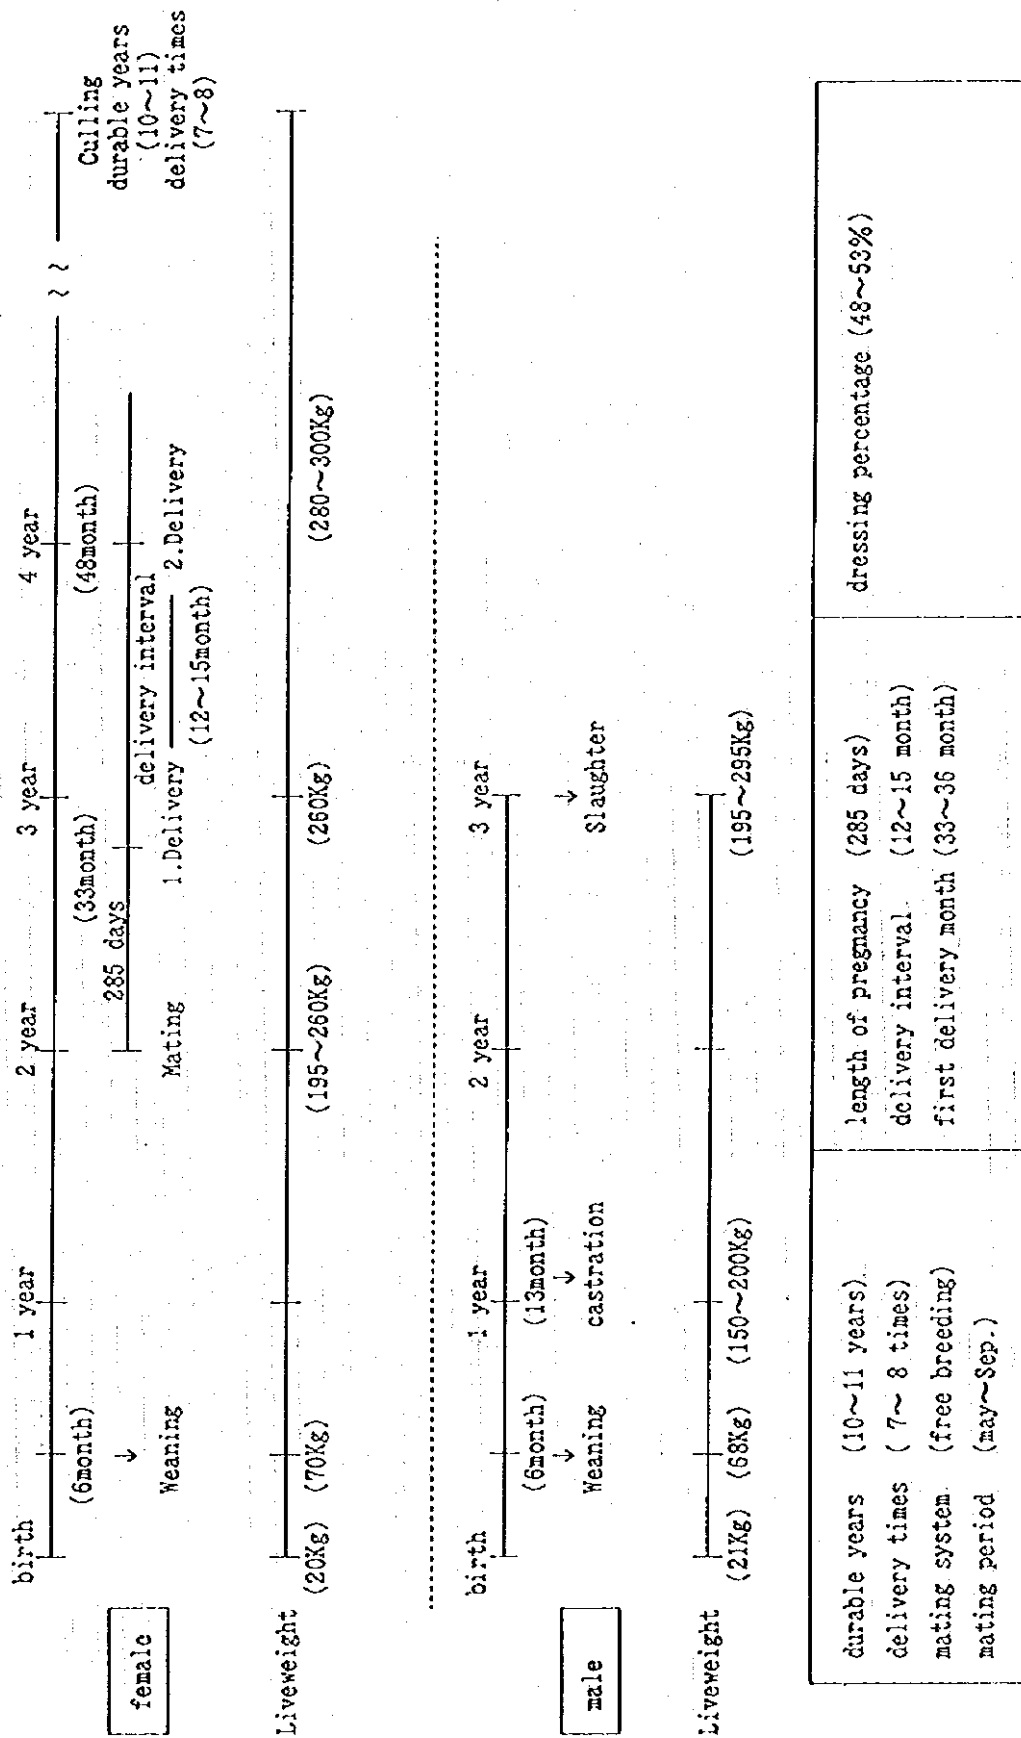 birth 1 year 2 year 3 year 4 year
female
(6month) (33month) (48month)
Culling
durable years
(10～11)
delivery times
(7～8)
285 days
delivery interval
Weaning Mating 1.Delivery 2.Delivery
(12～15month)
Liveweight
(20Kg) (70Kg) (195～260Kg) (260Kg) (280～300Kg)
birth 1 year 2 year 3 year
male
(6month) (13month)
Weaning castration Slaughter
Liveweight
(21Kg) (68Kg) (150～200Kg) (195～295Kg)
durable years (10～11 years)
delivery times ( 7～ 8 times)
mating system (free breeding)
mating period (may～Sep.)
length of pregnancy (285 days)
delivery interval (12～15 month)
first delivery month (33～36 month)
dressing percentage (48～53%)